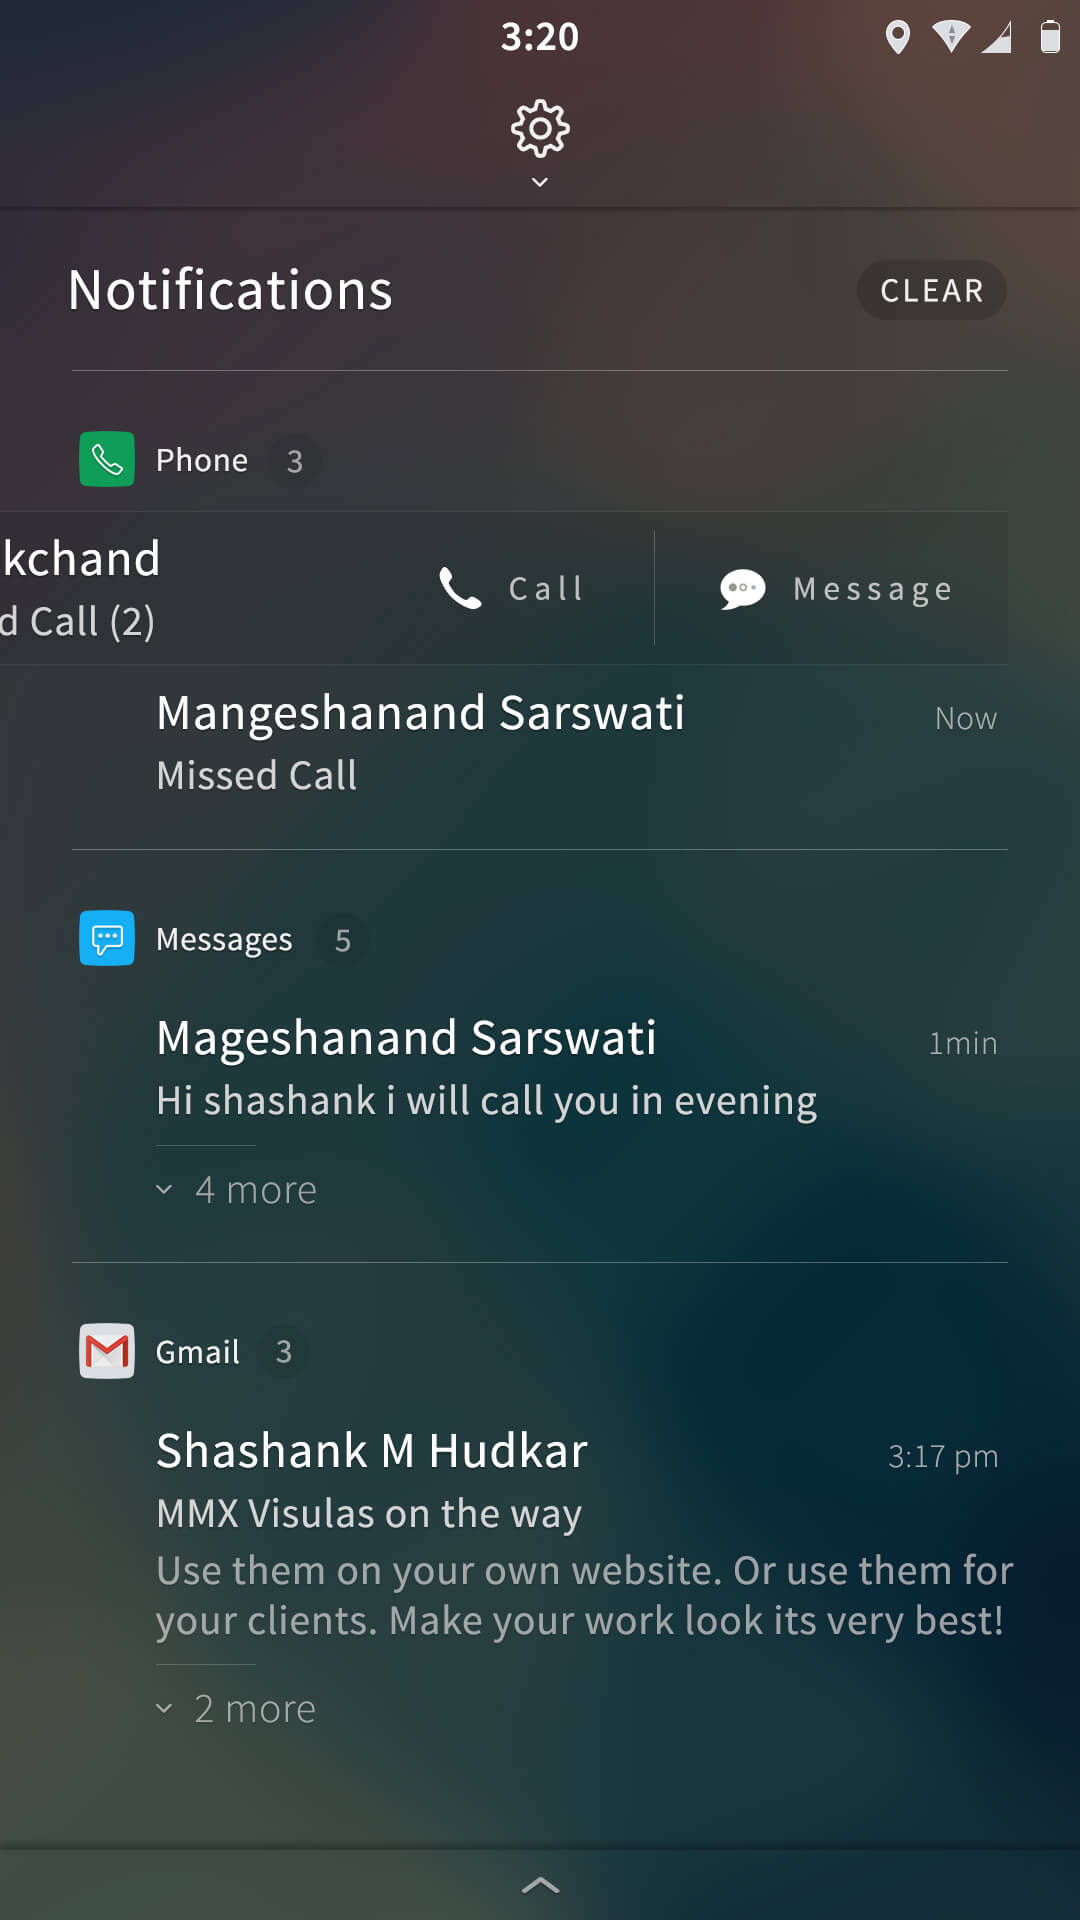 3:20
Notifications
CLEAR
Phone 3
kchand
d Call (2)
Call
Message
Mangeshanand Sarswati
Now
Missed Call
Messages 5
Mageshanand Sarswati
1min
Hi shashank i will call you in evening
4 more
Gmail 3
Shashank M Hudkar
3:17 pm
MMX Visulas on the way
Use them on your own website. Or use them for
your clients. Make your work look its very best!
2 more